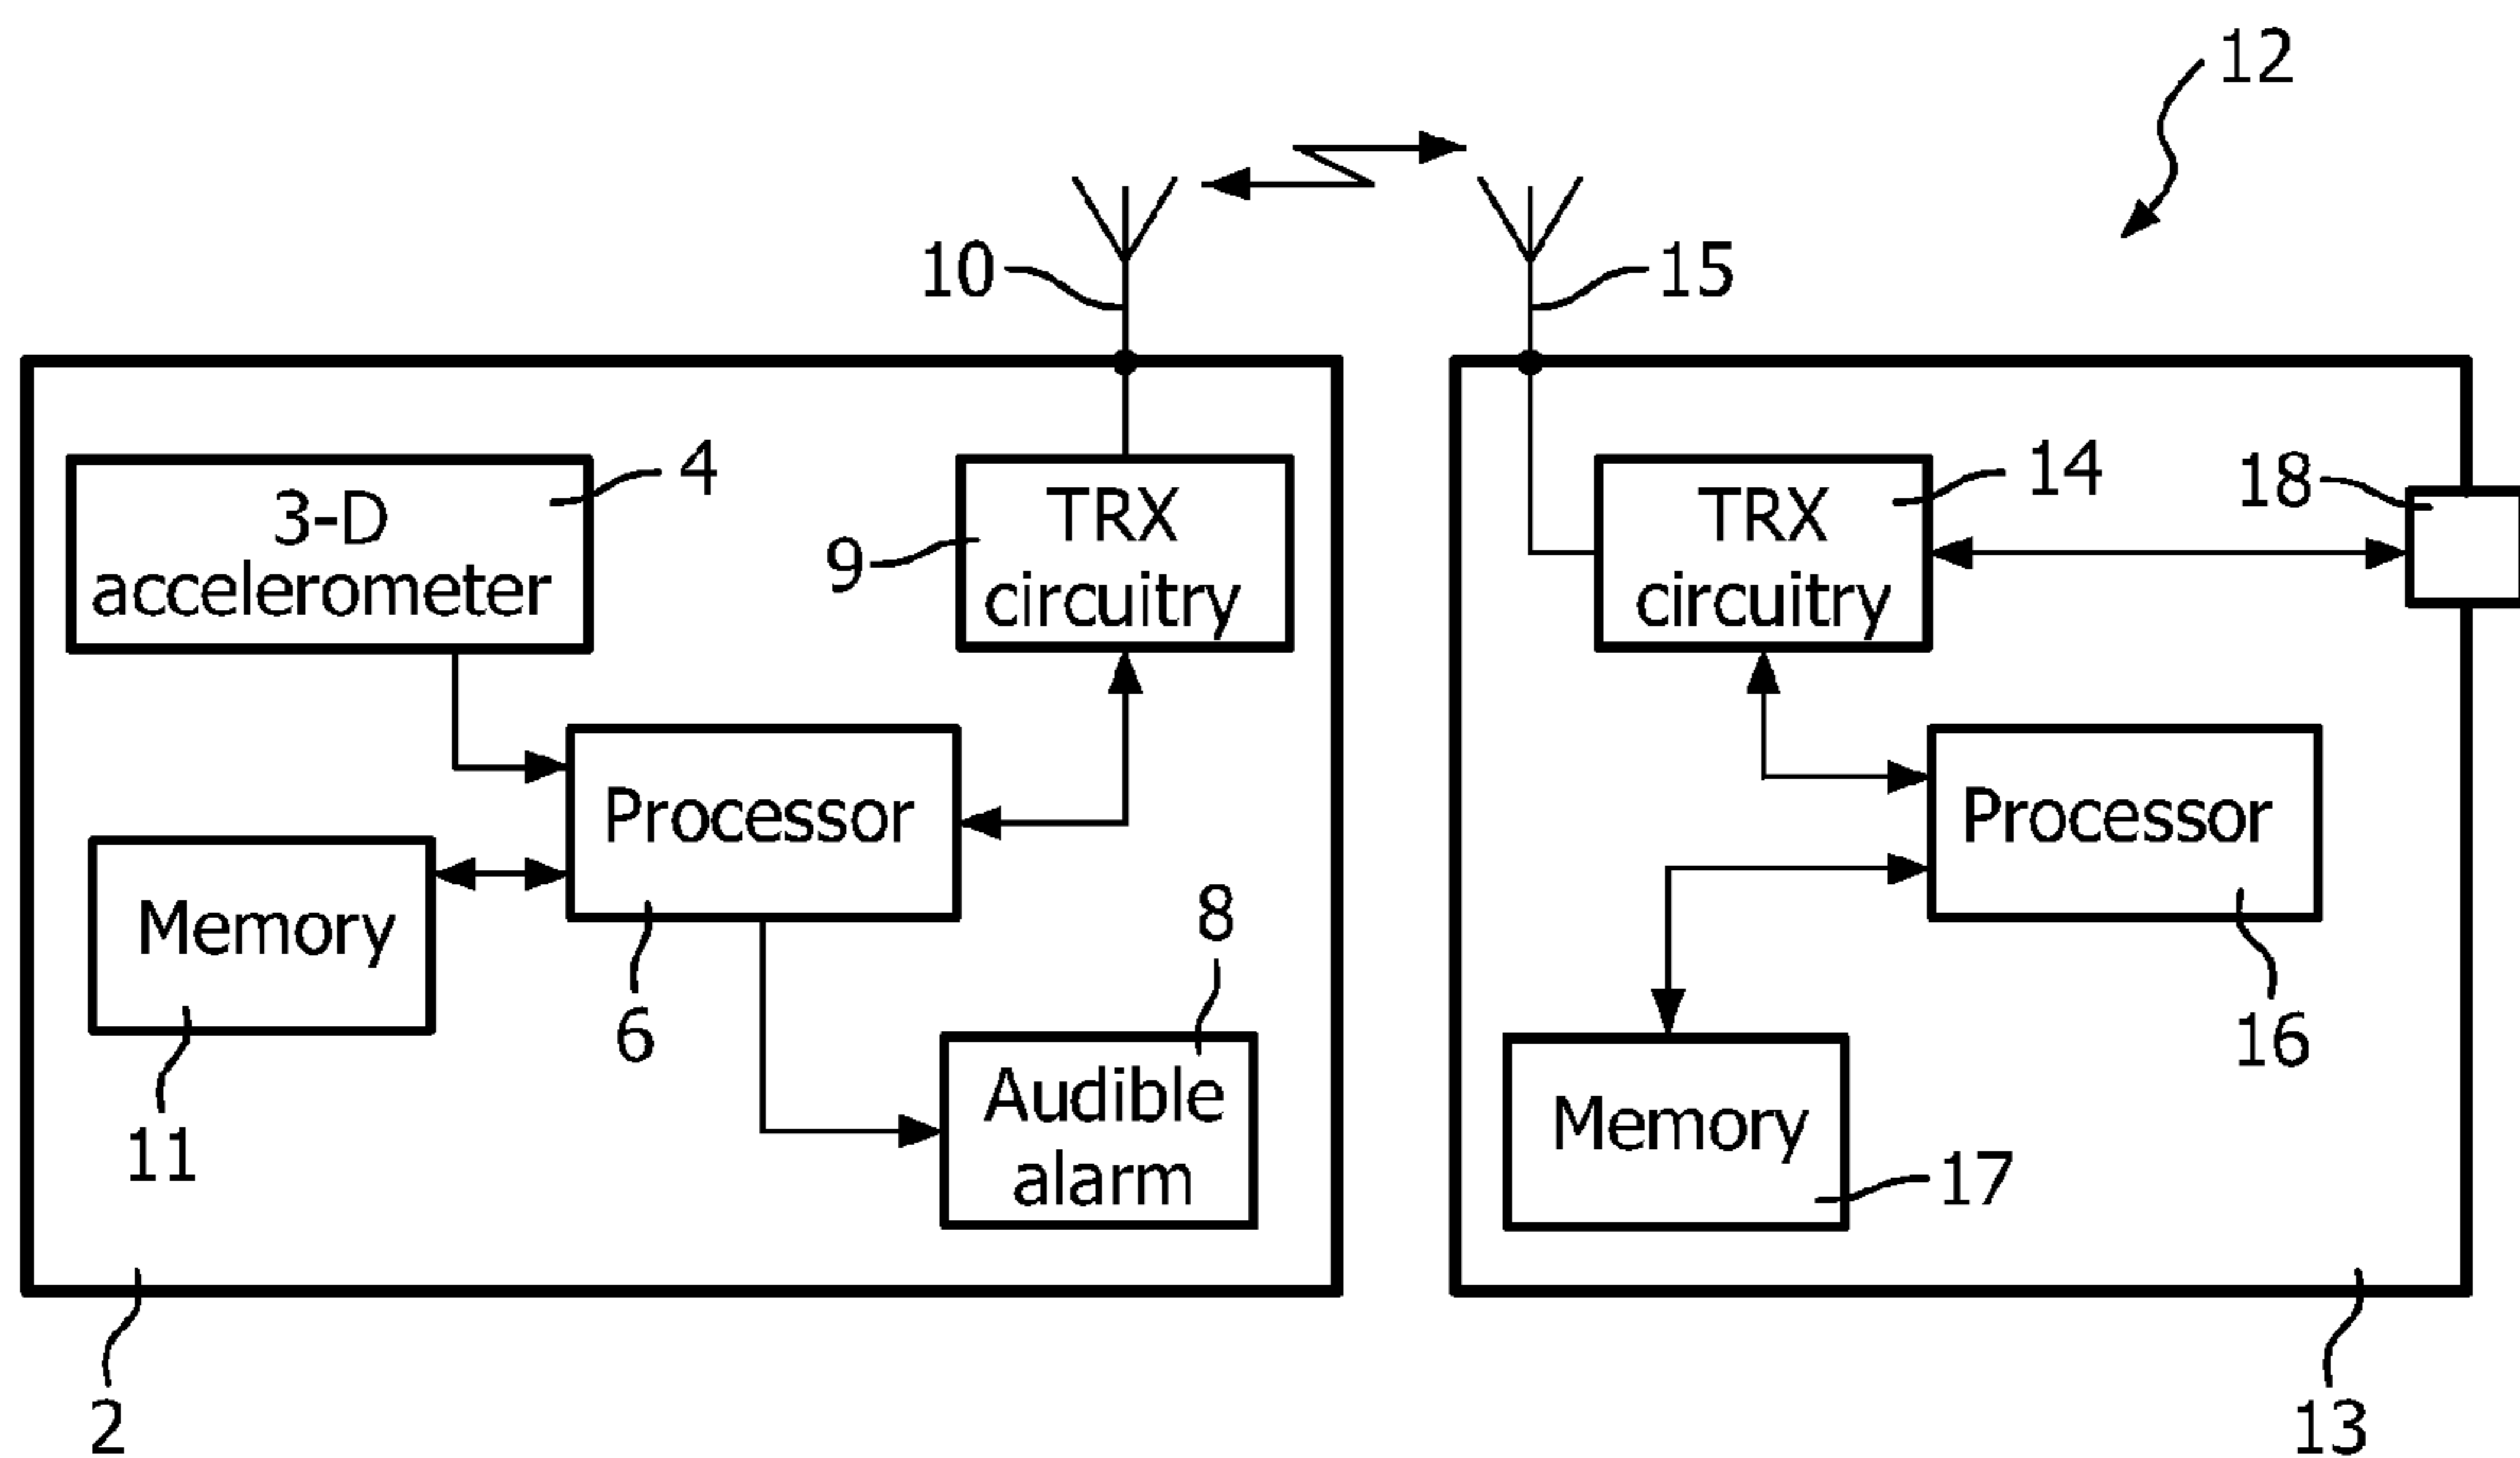 12
10
15
3-D
accelerometer
4
9
TRX
circuitry
TRX
circuitry
14
18
Processor
Memory
11
6
8
Audible
alarm
Processor
16
Memory
17
2
13